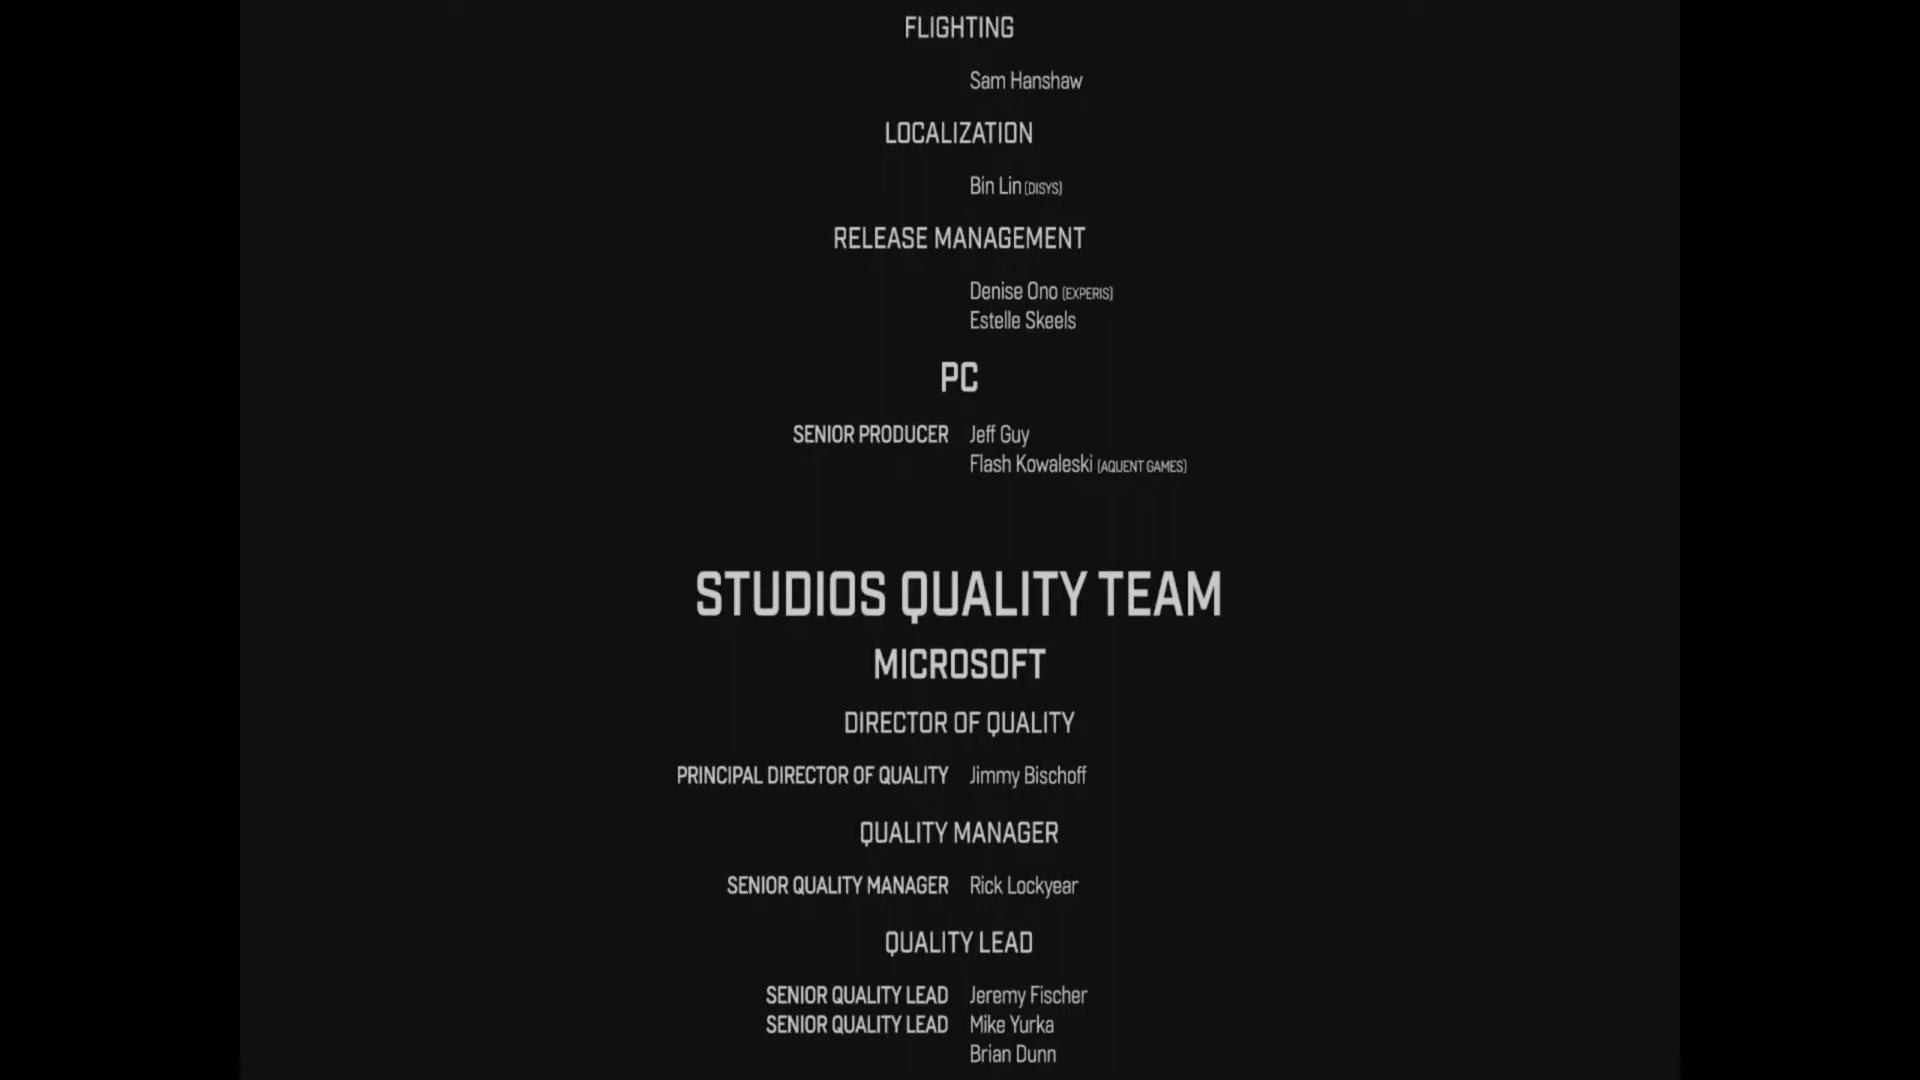 FLIGHTING
Sam Hanshaw
LOCALIZATION
Bin Lin (DISYS)
RELEASE MANAGEMENT
Denise Ono (EXPERIS)
Estelle Skeels
PC
SENIOR PRODUCER Jeff Guy
Flash Kowaleski (AQUENT GAMES)
STUDIOS QUALITY TEAM
MICROSOFT
DIRECTOR OF QUALITY
PRINCIPAL DIRECTOR OF QUALITY Jimmy Bischoff
QUALITY MANAGER
SENIOR QUALITY MANAGER Rick Lockyear
QUALITY LEAD
SENIOR QUALITY LEAD Jeremy Fischer
SENIOR QUALITY LEAD Mike Yurka
Brian Dunn